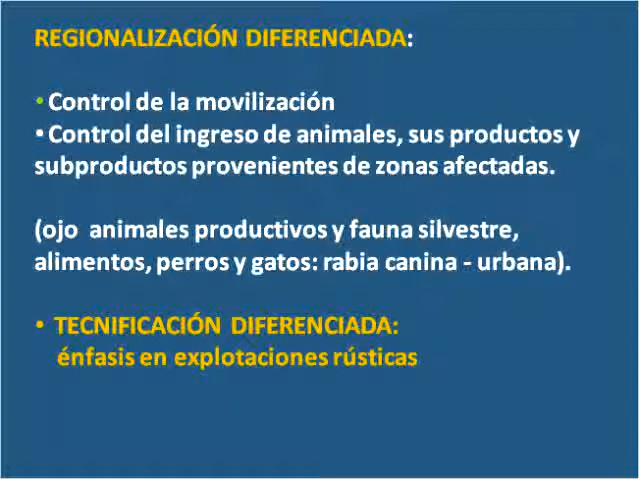 REGIONALIZACIÓN DIFERENCIADA:
• Control de la movilización
• Control del ingreso de animales, sus productos y
subproductos provenientes de zonas afectadas.
(ojo animales productivos y fauna silvestre,
alimentos, perros y gatos: rabia canina - urbana).
• TECNIFICACIÓN DIFERENCIADA:
énfasis en explotaciones rústicas